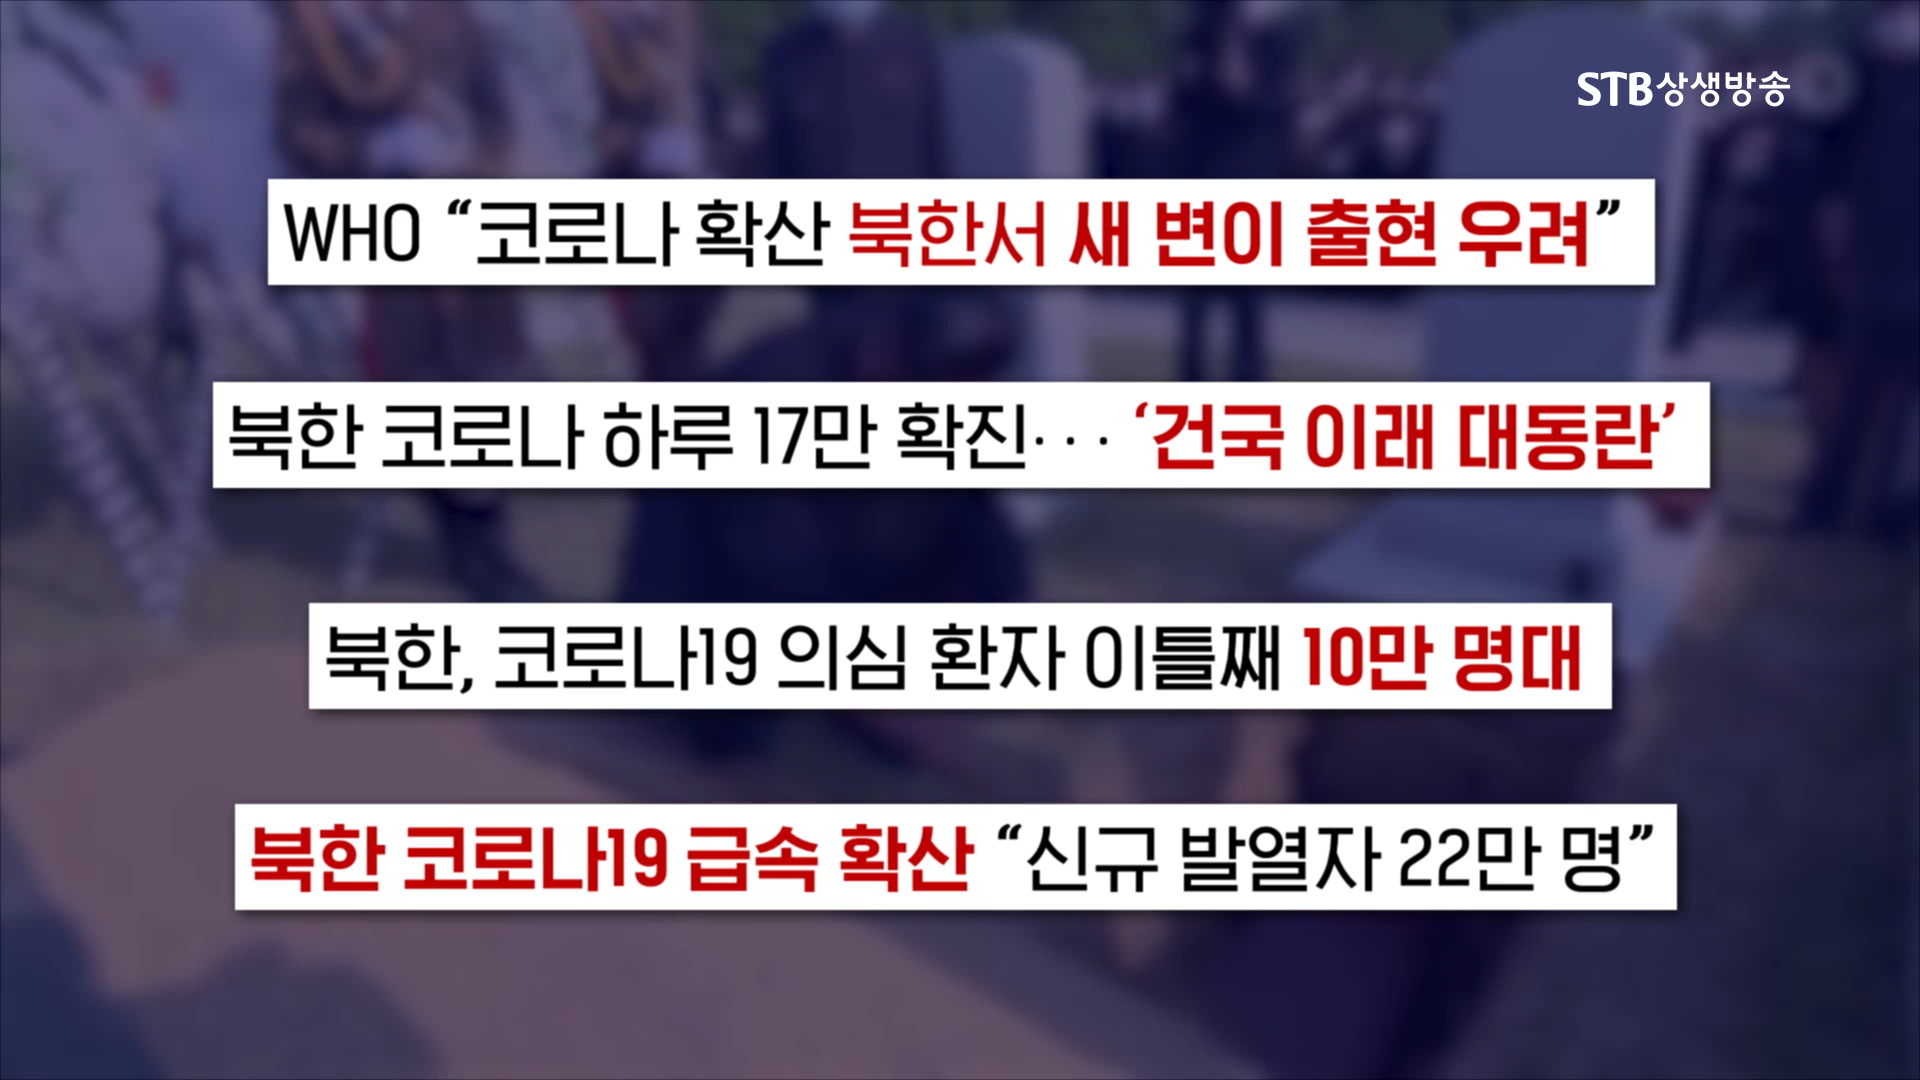 STB상생방송
WHO “코로나 확산 북한서 새 변이 출현 우려”
북한 코로나 하루 17만 확진··· ‘건국 이래 대동란’
북한, 코로나19 의심 환자 이틀째 10만 명대
북한 코로나19 급속 확산 “신규 발열자 22만 명”